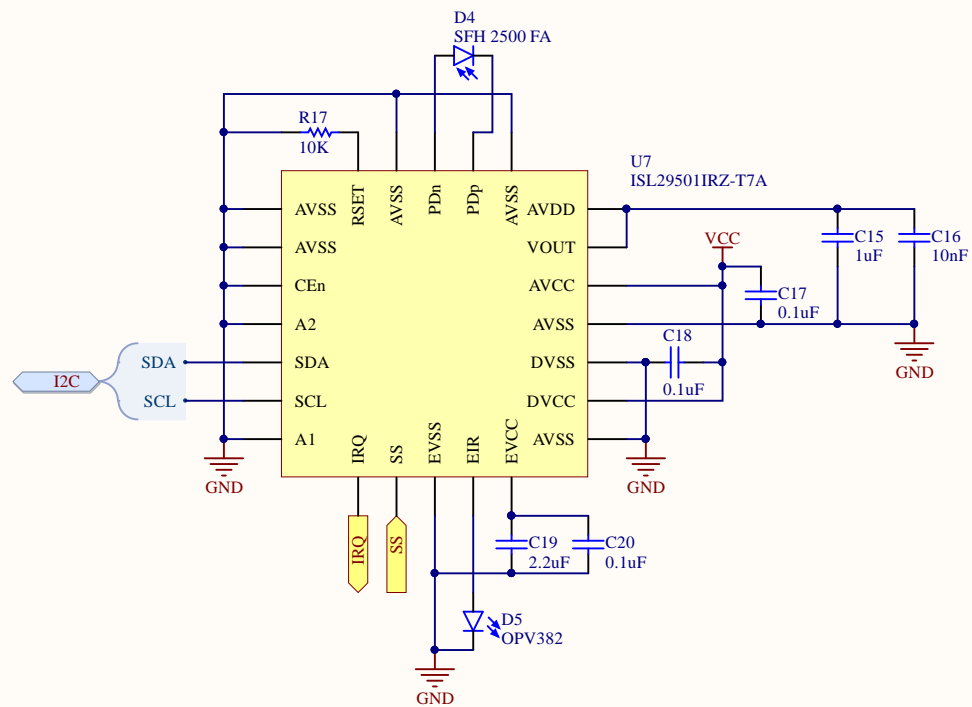 D4
SFH 2500 FA
R17
10K
U7
ISL29501IRZ-T7A
RSET
AVSS
PDn
PDp
AVSS
AVSS
AVSS
CEn
A2
SDA
SCL
A1
AVDD
VOUT
AVCC
AVSS
DVSS
DVCC
AVSS
IRQ
SS
EVSS
EIR
EVCC
VCC
C15
1uF
C16
10nF
C17
0.1uF
C18
0.1uF
GND
I2C
SDA
SCL
GND
GND
IRQ
SS
C19
2.2uF
C20
0.1uF
D5
OPV382
GND